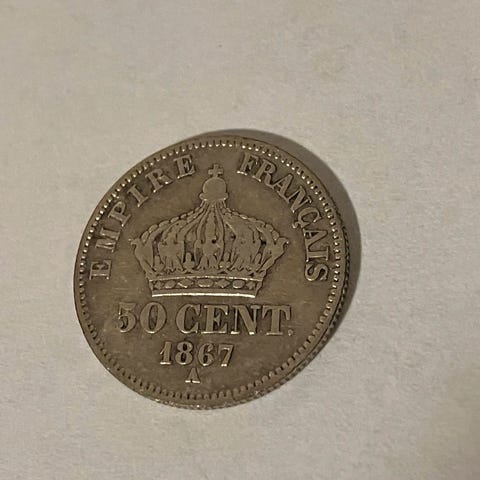 EMPIRE FRANÇAIS
50 CENT.
1867
A